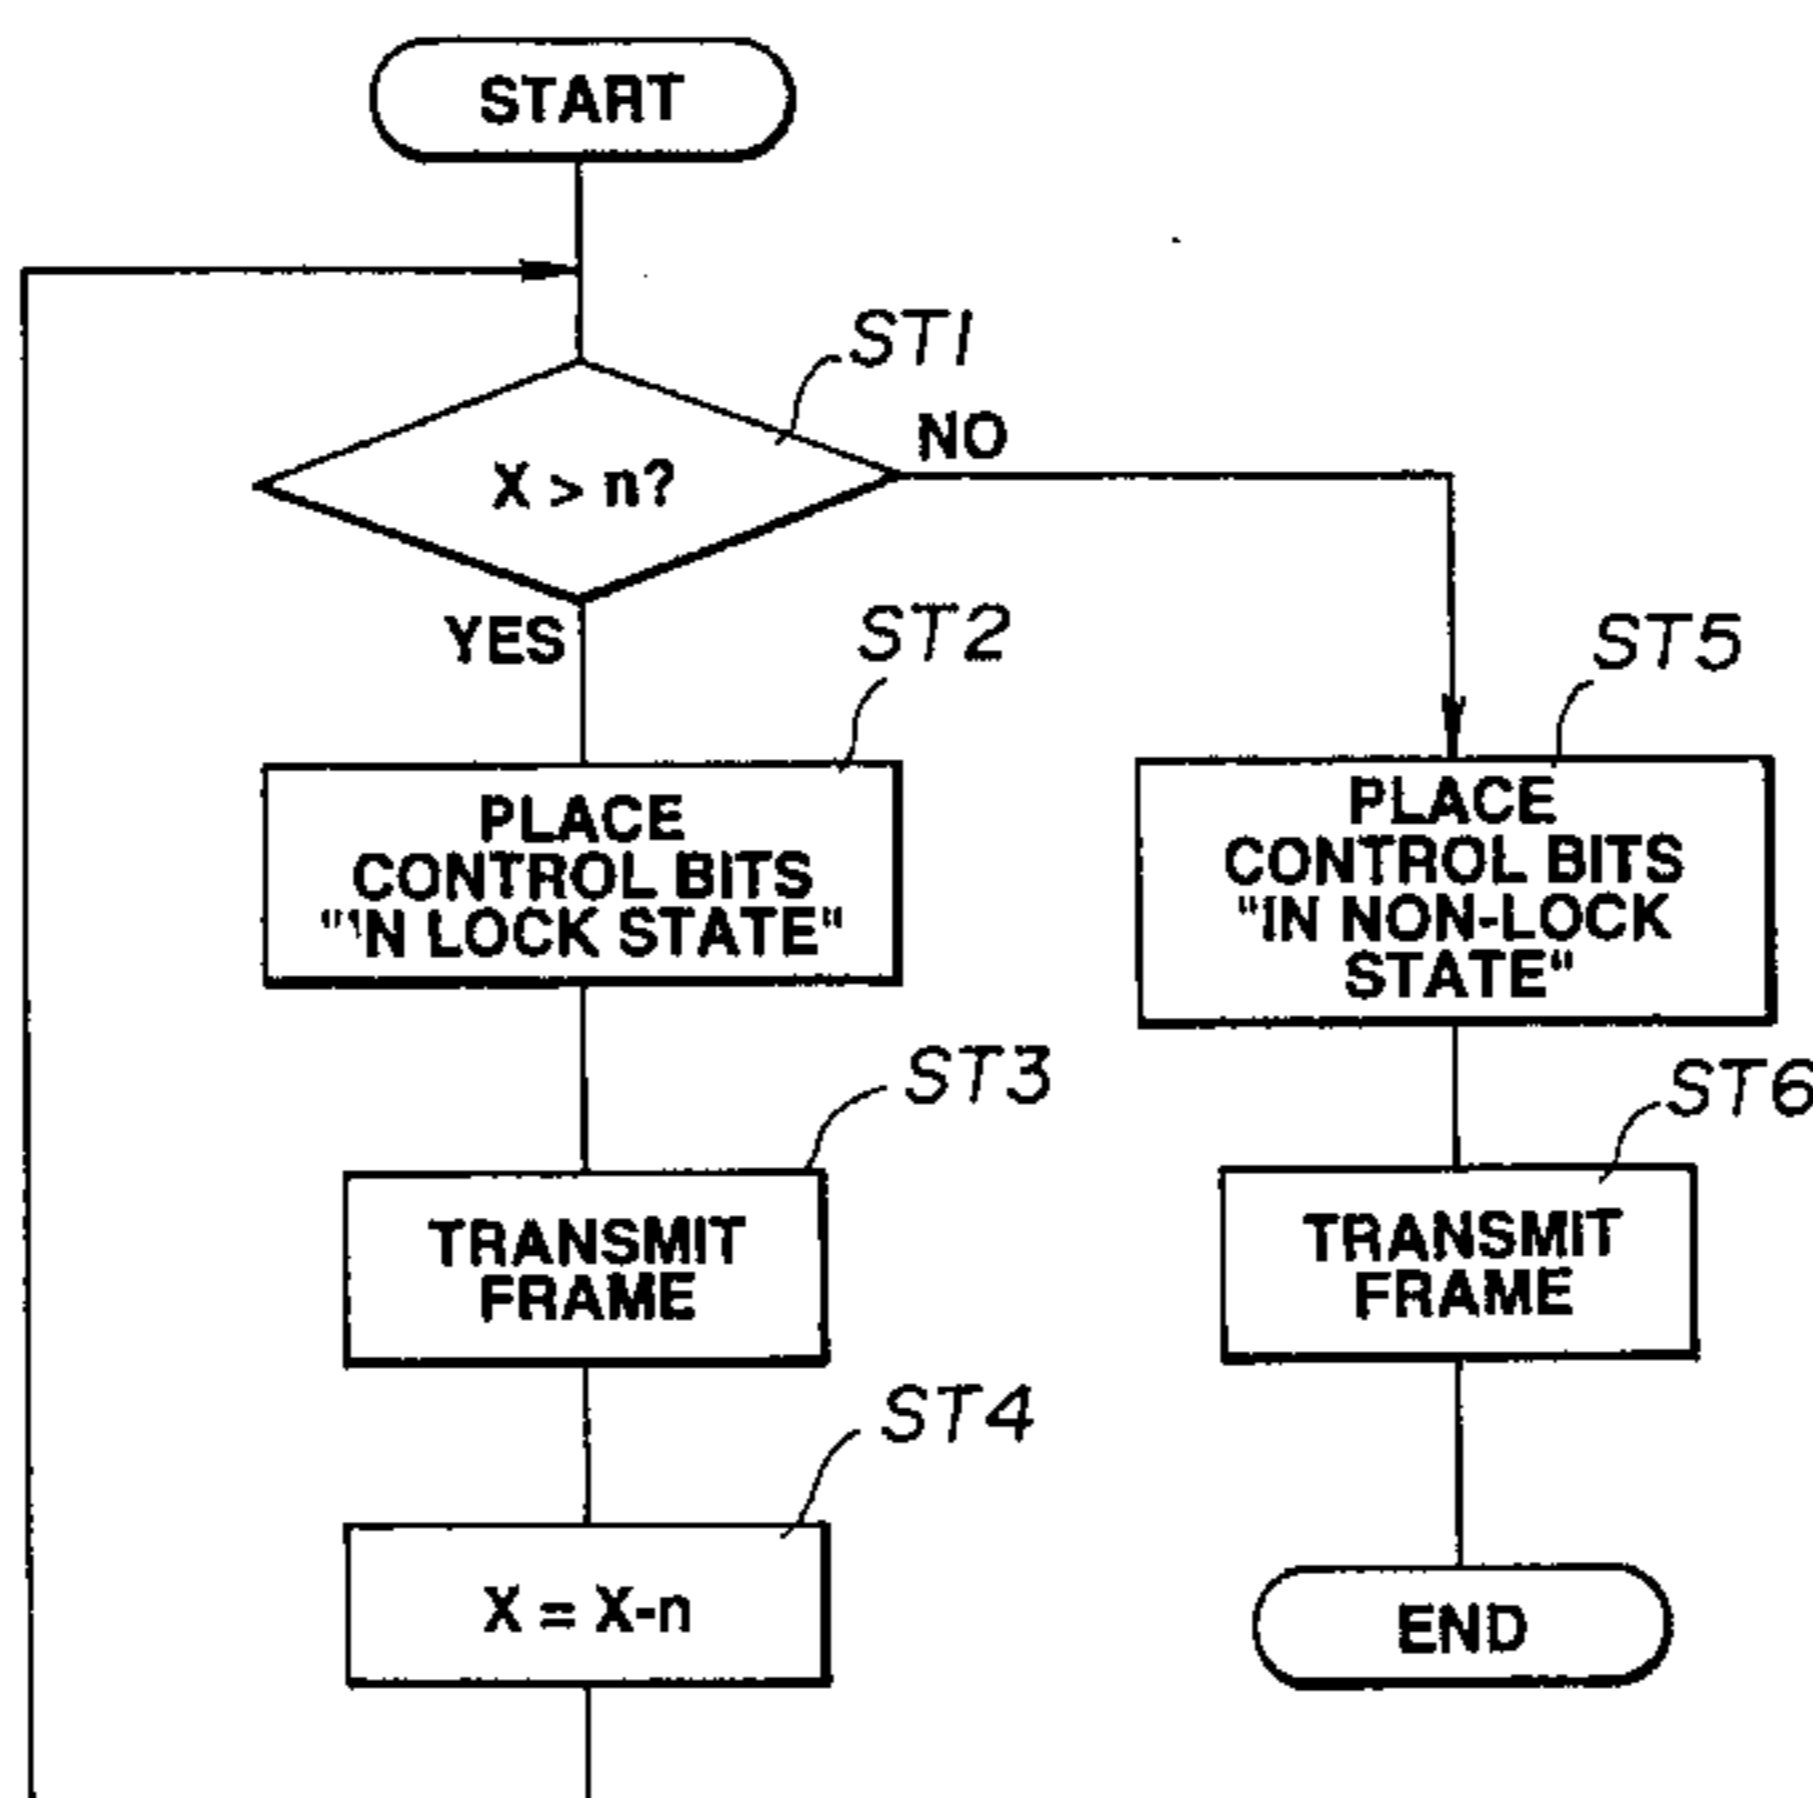 START
ST1
X > n?
NO
YES
ST2
PLACE
CONTROL BITS
"IN LOCK STATE"
ST3
TRANSMIT
FRAME
ST4
X = X-n
ST5
PLACE
CONTROL BITS
"IN NON-LOCK
STATE"
ST6
TRANSMIT
FRAME
END